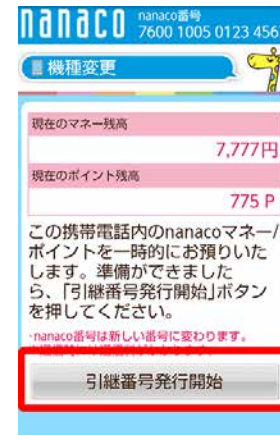 nanaco
nanaco番号
7600 1005 0123 456
機種変更
現在のマネー残高
7,777円
現在のポイント残高
775 P
この携帯電話内のnanacoマネー/
ポイントを一時的にお預りいた
します。準備ができました
ら、「引継番号発行開始」ボタン
を押してください。
･nanaco番号は新しい番号に変わります。
引継番号発行開始